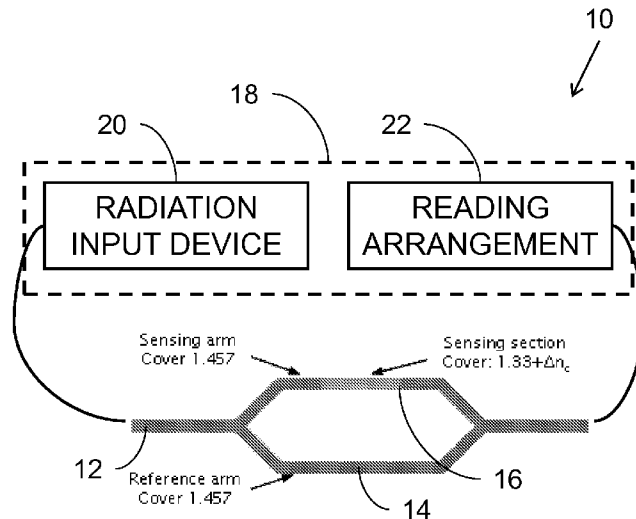 10
18
20
22
RADIATION
INPUT DEVICE
READING
ARRANGEMENT
Sensing arm
Cover 1.457
Sensing section
Cover: 1.33+Δn꜀
12
16
Reference arm
Cover 1.457
14